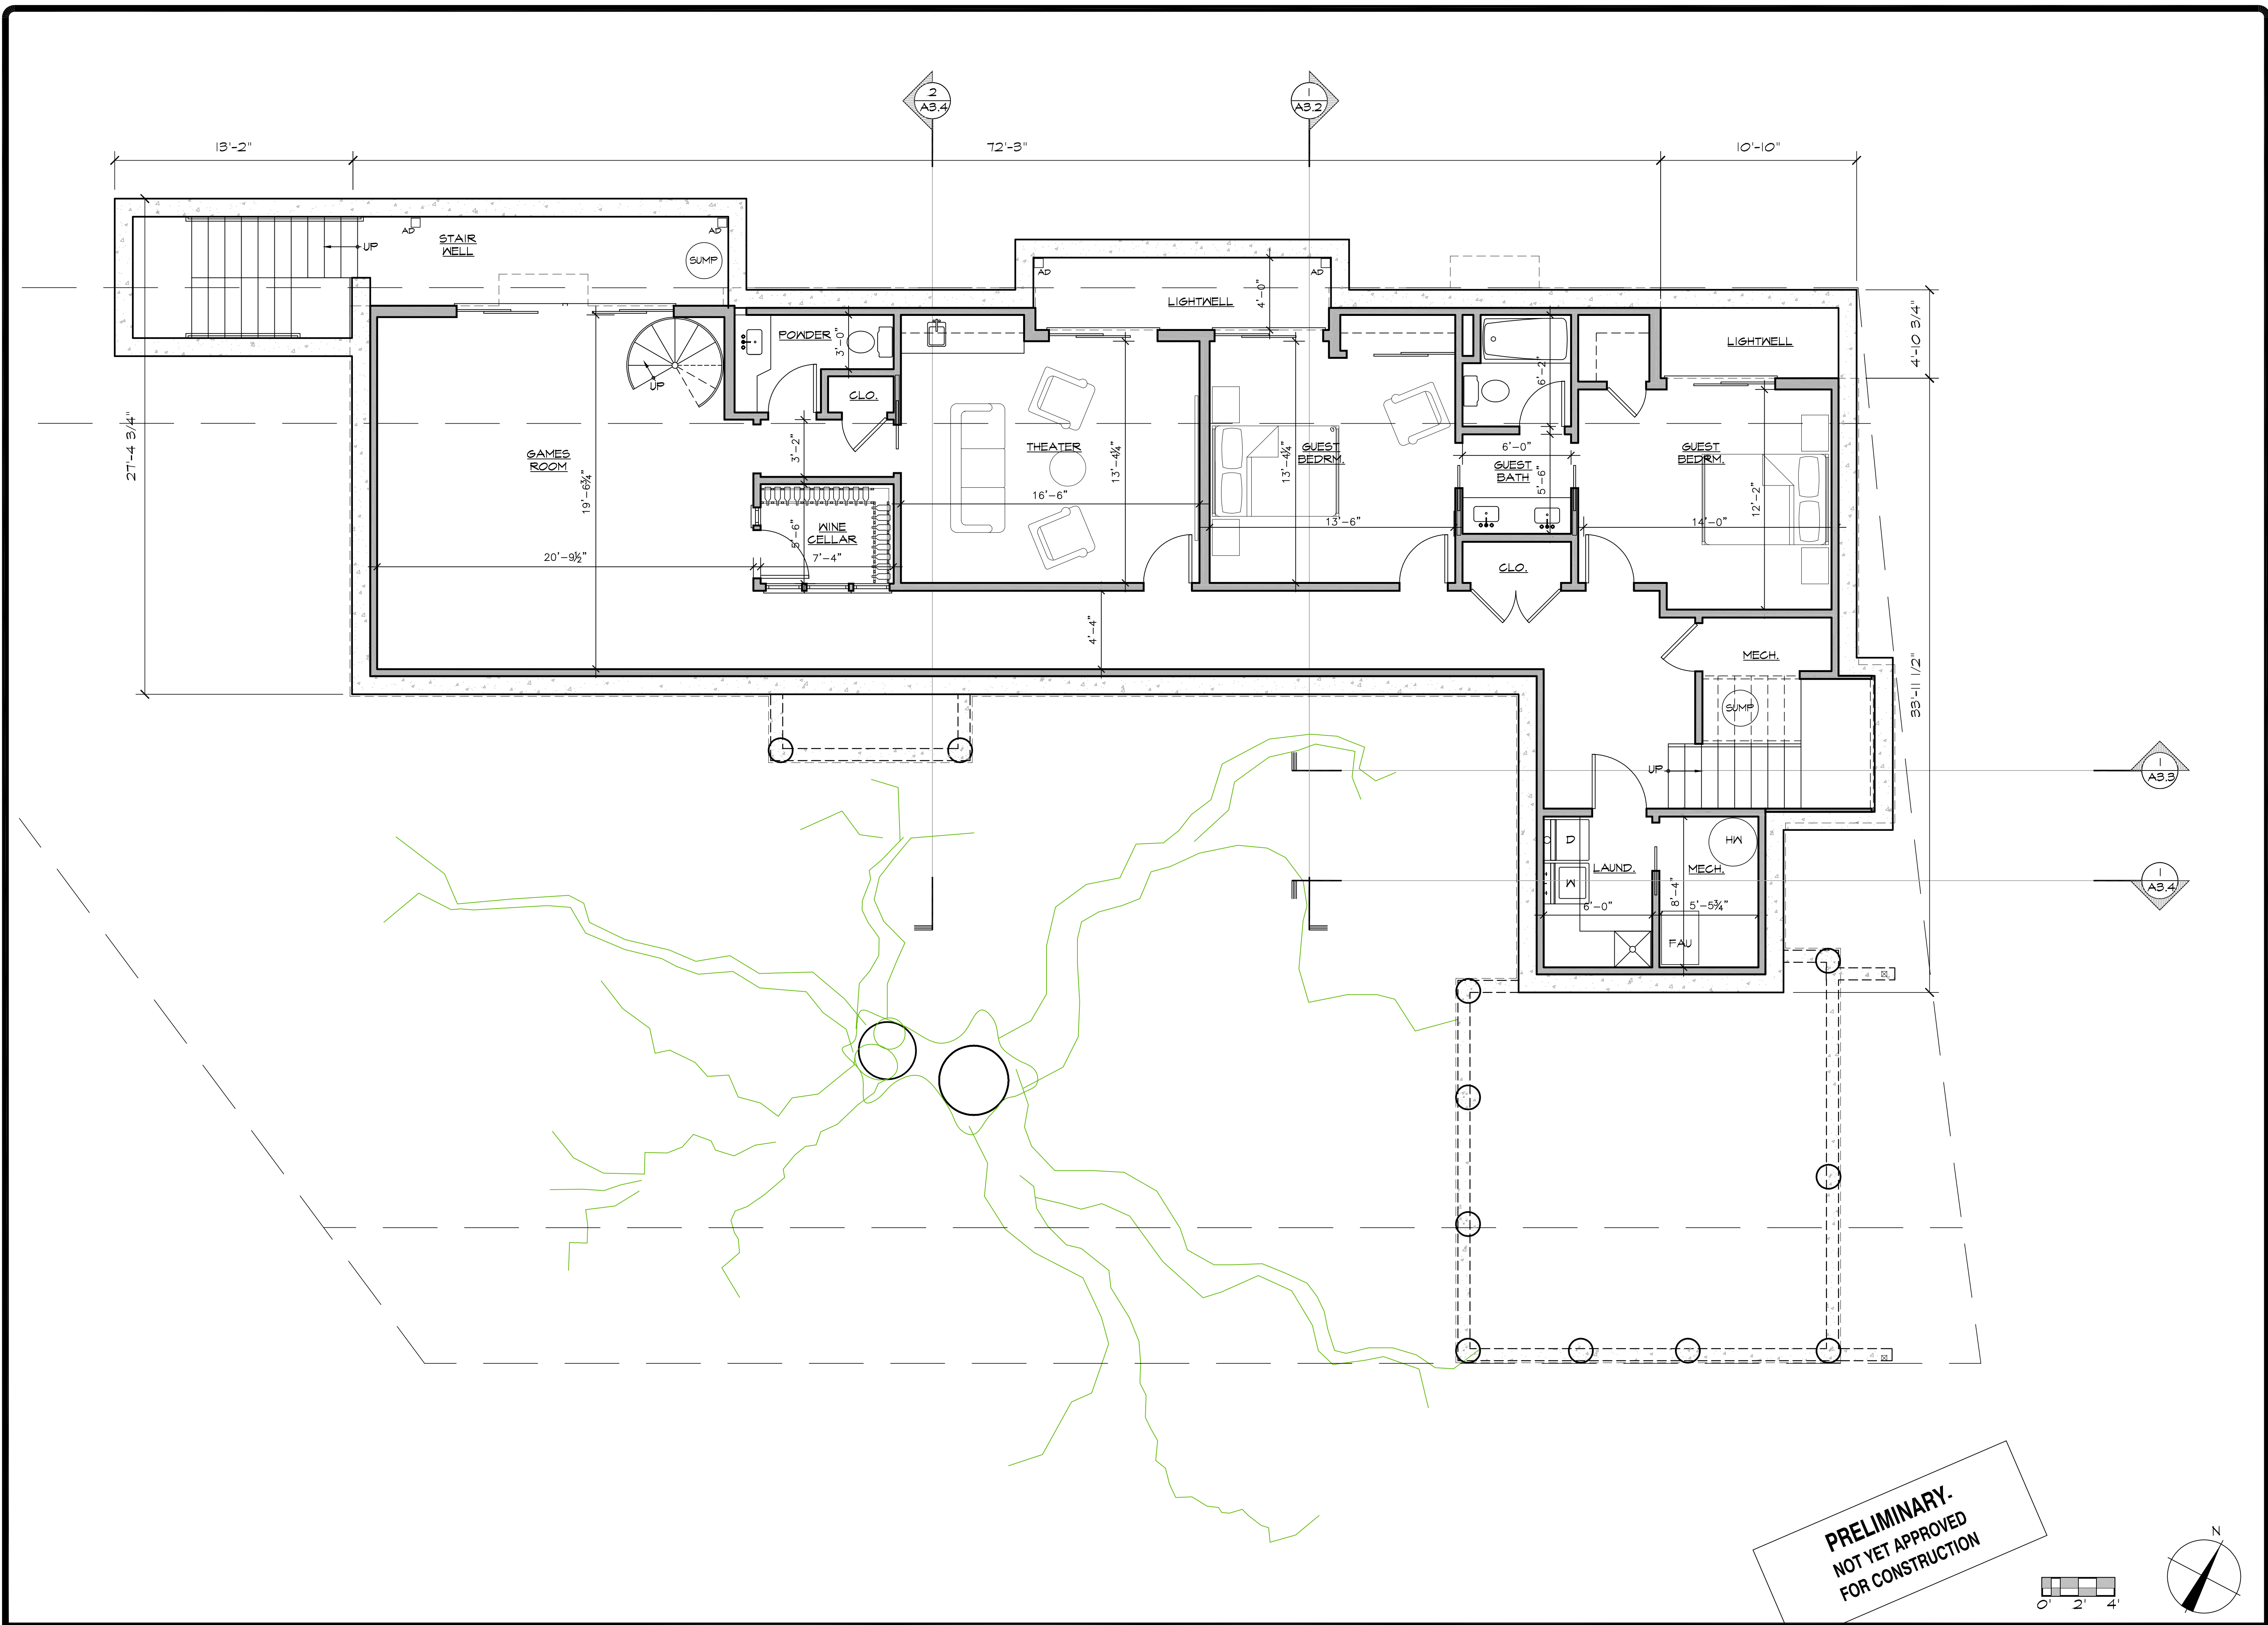 2
A3.4
1
A3.2
13'-2"
72'-3"
10'-10"
AD
AD
UP
STAIR
WELL
SUMP
AD
AD
LIGHTWELL
4'-0"
POWDER
3'-0"
LIGHTWELL
4'-10 3/4"
UP
CLO.
6'-2"
27'-4 3/4"
GAMES
ROOM
19'-6¾"
3'-2"
THEATER
13'-4¼"
16'-6"
GUEST
BEDRM.
13'-4¼"
13'-6"
6'-0"
GUEST
BATH
5'-6"
GUEST
BEDRM.
12'-2"
14'-0"
WINE
CELLAR
5'-6"
7'-4"
20'-9½"
CLO.
4'-4"
MECH.
SUMP
33'-11 1/2"
UP
1
A3.3
D
W
LAUND.
6'-0"
HW
MECH.
8'-4"
5'-5¾"
FAU
1
A3.4
PRELIMINARY-
NOT YET APPROVED
FOR CONSTRUCTION
N
0' 2' 4'